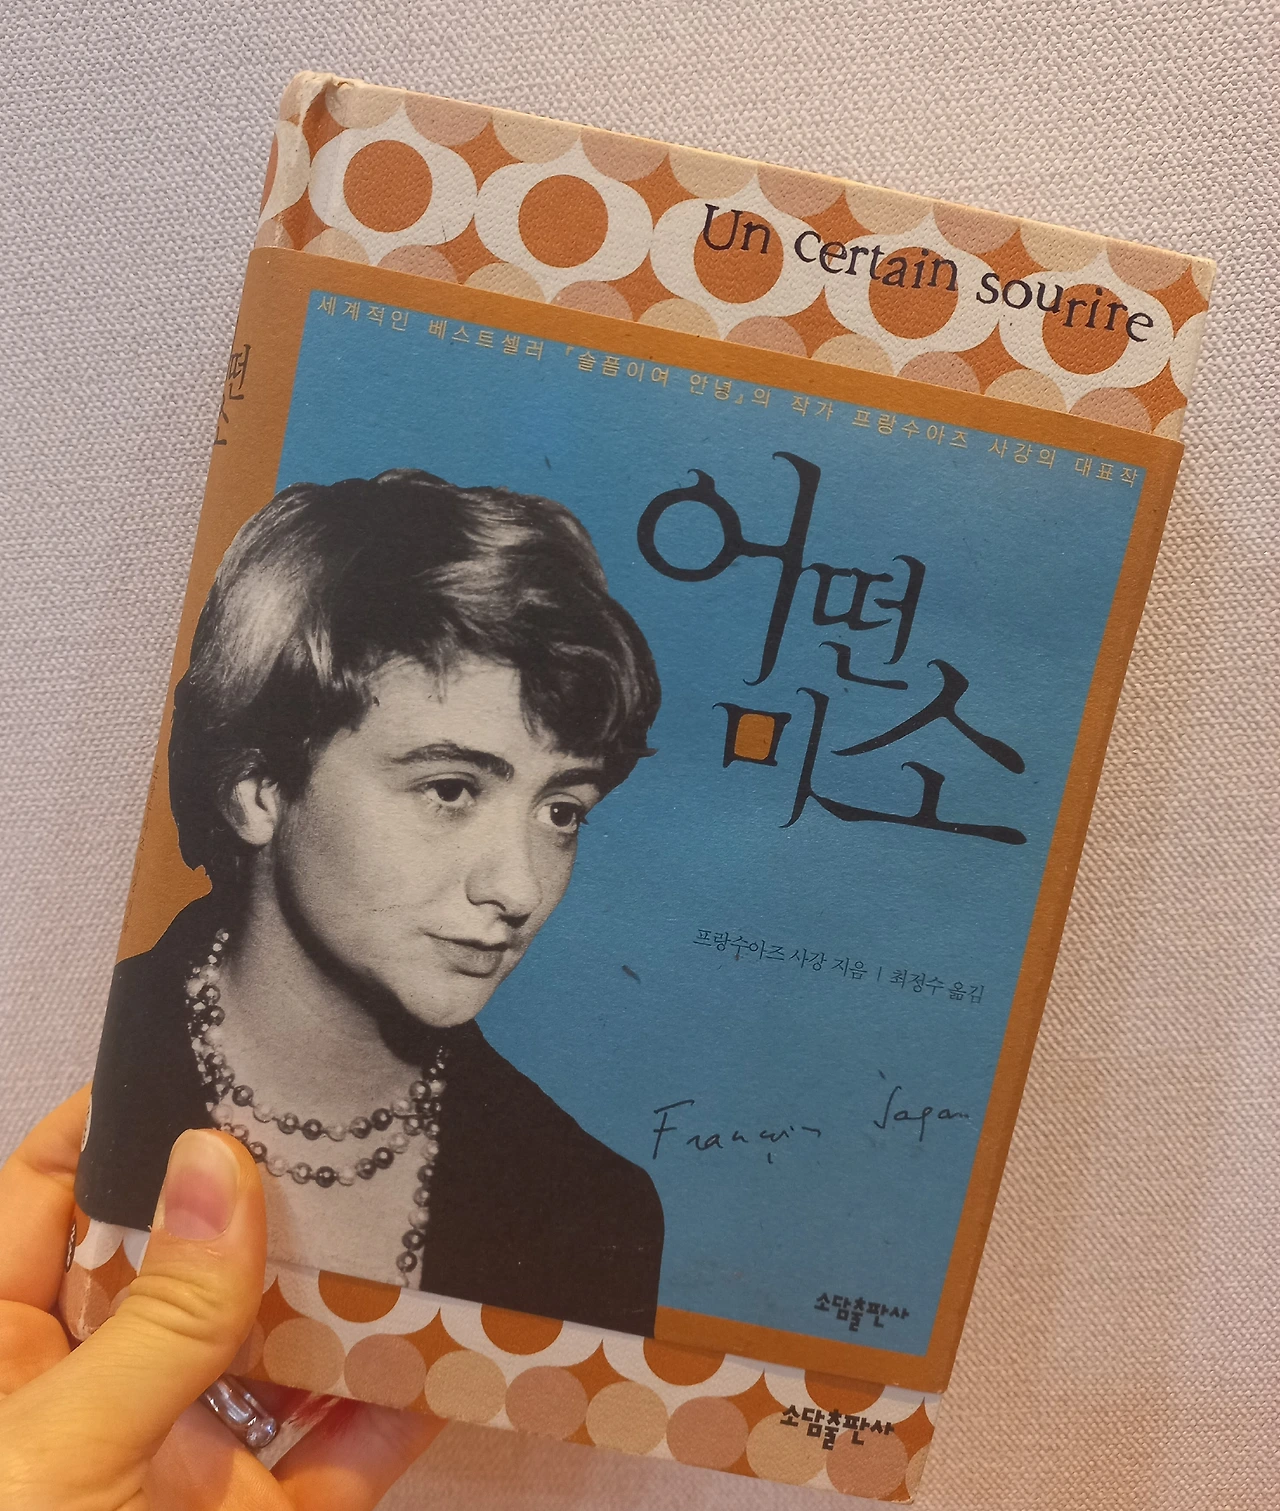 Un certain sourire
세계적인 베스트셀러 『슬픔이여 안녕』의 작가 프랑수아즈 사강의 대표작
어떤
미소
프랑수아즈 사강 지음 | 최정수 옮김
Françoise Sagan
소담출판사
소담출판사